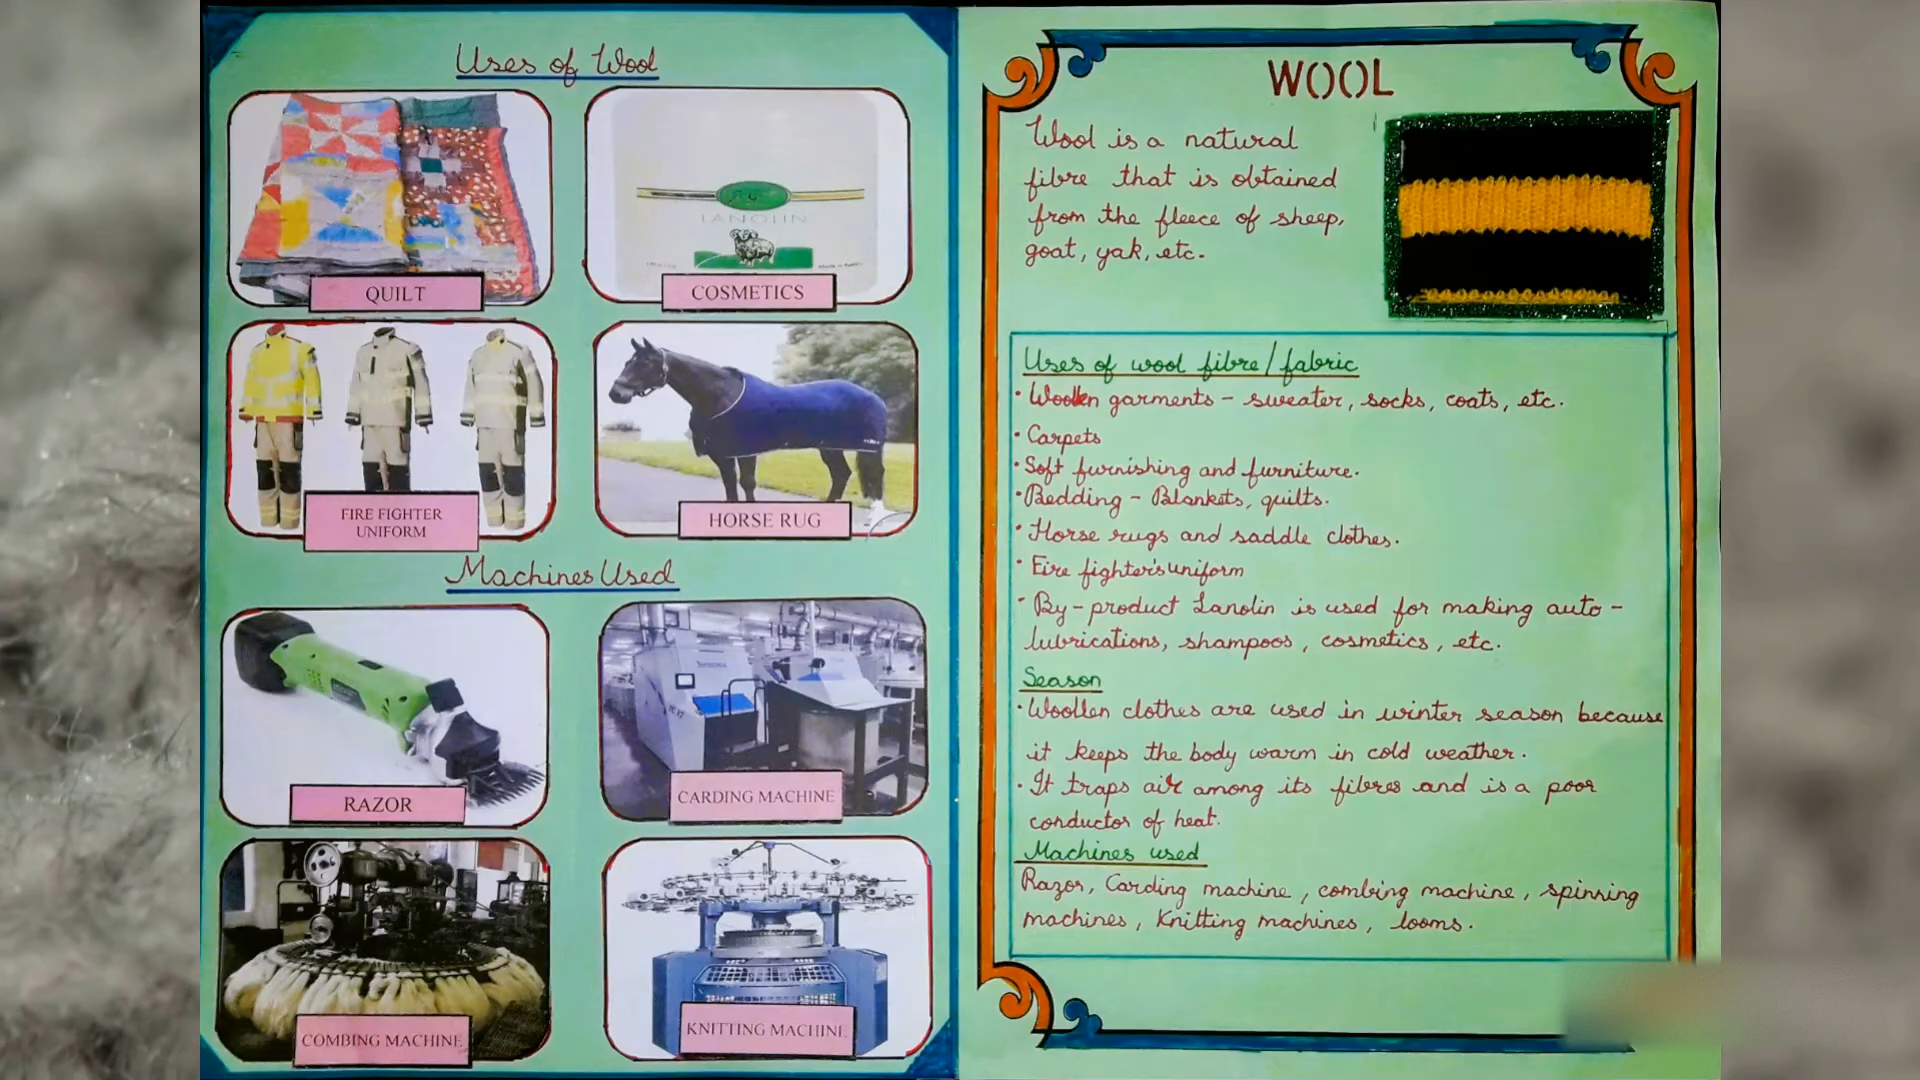 Uses of Wool
LANOLIN
QUILT
COSMETICS
FIRE FIGHTER
UNIFORM
HORSE RUG
Machines Used
RAZOR
CARDING MACHINE
COMBING MACHINE
KNITTING MACHINE
WOOL
Wool is a natural
fibre that is obtained
from the fleece of sheep,
goat, yak, etc.
Uses of wool fibre/fabric
• Woollen garments - sweater, socks, coats, etc.
• Carpets
• Soft furnishing and furniture.
• Bedding - Blankets, quilts.
• Horse rugs and saddle clothes.
• Fire fighter's uniform
• By-product Lanolin is used for making auto-
lubrications, shampoos, cosmetics, etc.
Season
• Woollen clothes are used in winter season because
it keeps the body warm in cold weather.
• It traps air among its fibres and is a poor
conductor of heat.
Machines used
Razor, Carding machine, combing machine, spinning
machines, Knitting machines, looms.